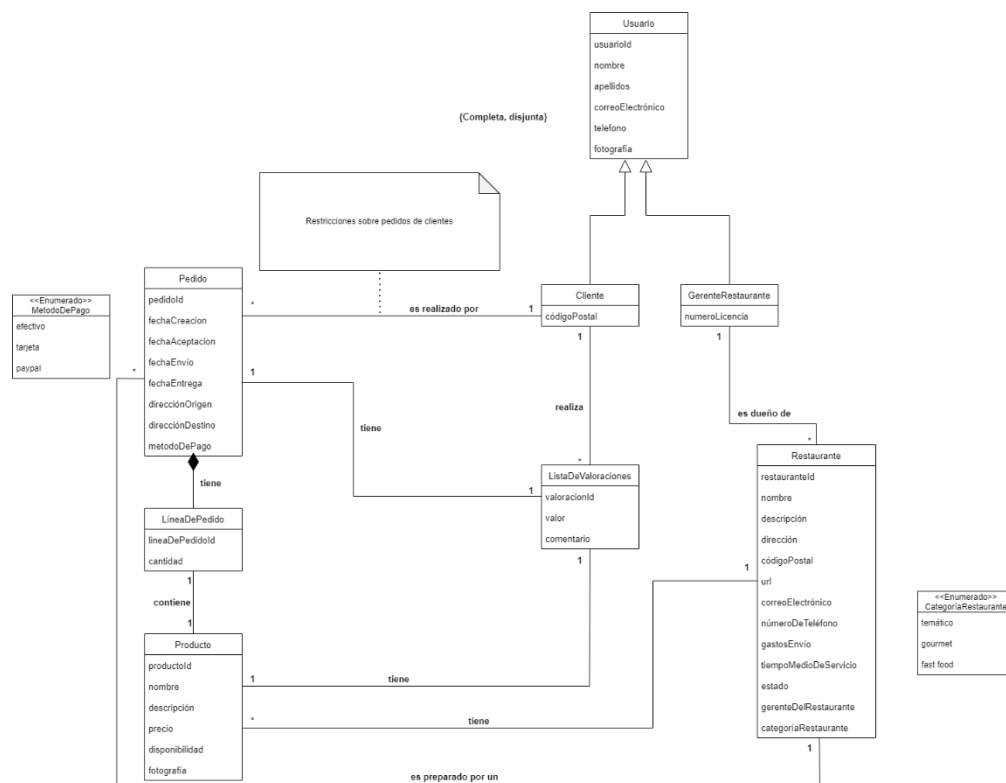 Usuario
usuarioId
nombre
apellidos
correoElectrónico
telefono
fotografía
{Completa, disjunta}
Restricciones sobre pedidos de clientes
<<Enumerado>>
MetodoDePago
efectivo
tarjeta
paypal
Pedido
pedidoId
fechaCreacion
fechaAceptacion
fechaEnvío
fechaEntrega
direcciónOrigen
direcciónDestino
metodoDePago
*
es realizado por
1
*
1
Cliente
códigoPostal
1
GerenteRestaurante
numeroLicencia
1
realiza
es dueño de
*
*
tiene
1
tiene
LíneaDePedido
lineaDePedidoId
cantidad
1
contiene
1
ListaDeValoraciones
valoracionId
valor
comentario
1
Restaurante
restauranteId
nombre
descripción
dirección
códigoPostal
url
correoElectrónico
númeroDeTeléfono
gastosEnvío
tiempoMedioDeServicio
estado
gerenteDelRestaurante
categoríaRestaurante
1
1
<<Enumerado>>
CategoríaRestaurante
temático
gourmet
fast food
Producto
productoId
nombre
descripción
precio
disponibilidad
fotografía
1
tiene
*
tiene
es preparado por un